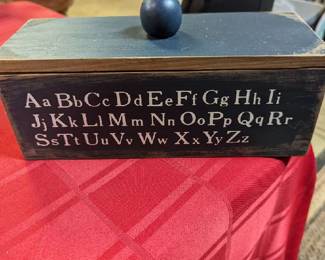 Aa Bb Cc Dd Ee Ff Gg Hh Ii
Jj Kk Ll Mm Nn Oo Pp Qq Rr
Ss Tt Uu Vv Ww Xx Yy Zz